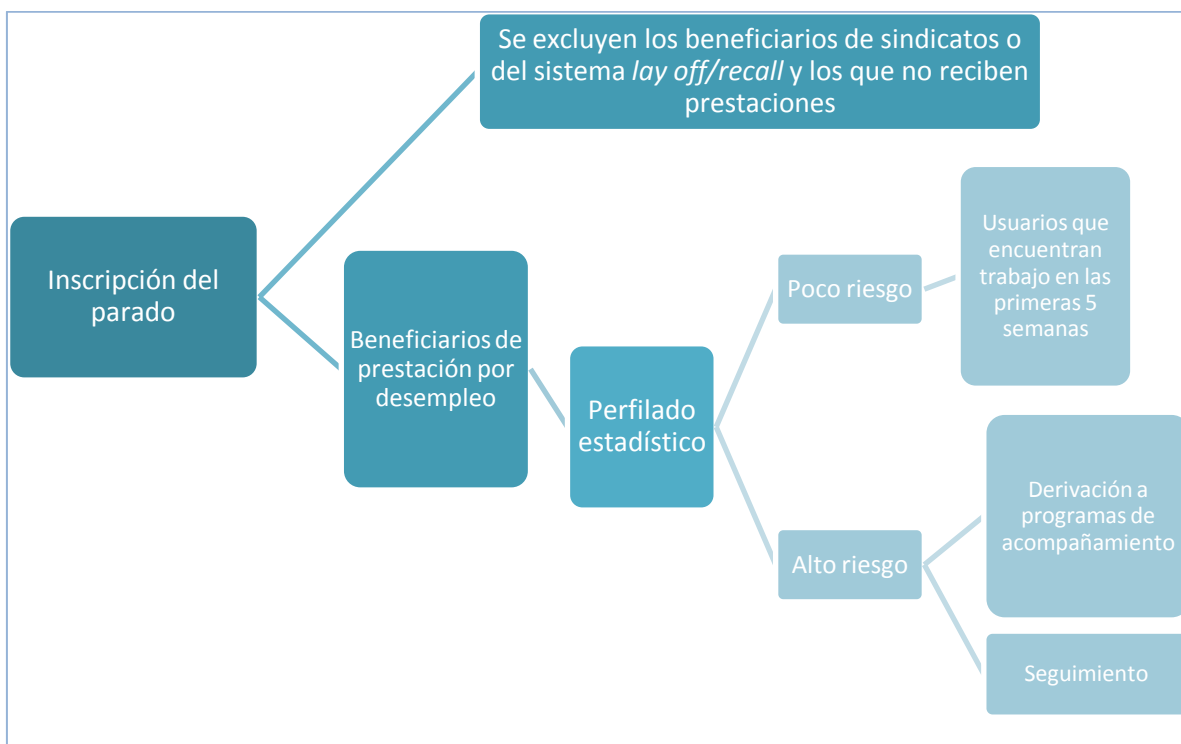 Se excluyen los beneficiarios de sindicatos o
del sistema lay off/recall y los que no reciben
prestaciones
Inscripción del
parado
Beneficiarios de
prestación por
desempleo
Perfilado
estadístico
Poco riesgo
Usuarios que
encuentran
trabajo en las
primeras 5
semanas
Alto riesgo
Derivación a
programas de
acompañamiento
Seguimiento